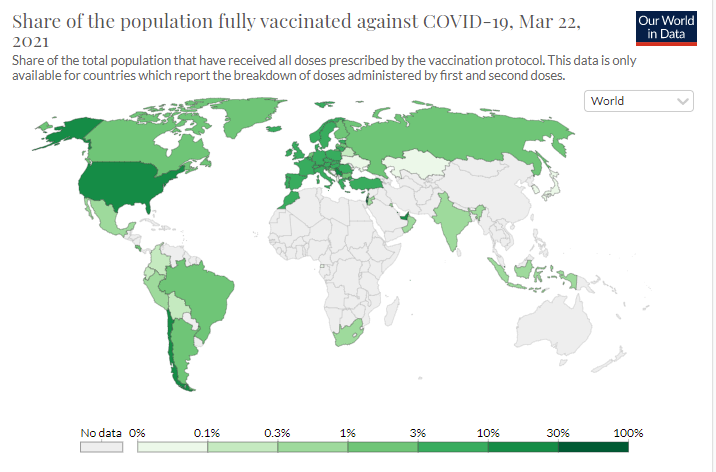 Share of the population fully vaccinated against COVID-19, Mar 22,
2021
Our World
in Data
Share of the total population that have received all doses prescribed by the vaccination protocol. This data is only
available for countries which report the breakdown of doses administered by first and second doses.
World
No data 0% 0.1% 0.3% 1% 3% 10% 30% 100%